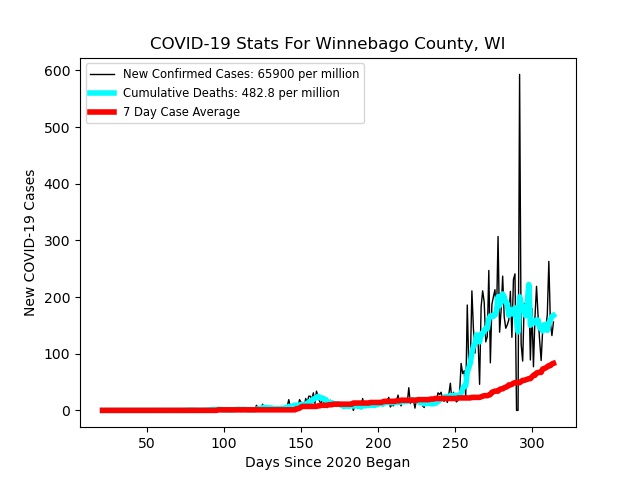 COVID-19 Stats For Winnebago County, WI
New Confirmed Cases: 65900 per million
Cumulative Deaths: 482.8 per million
7 Day Case Average
600
500
400
300
200
100
0
New COVID-19 Cases
50 100 150 200 250 300
Days Since 2020 Began